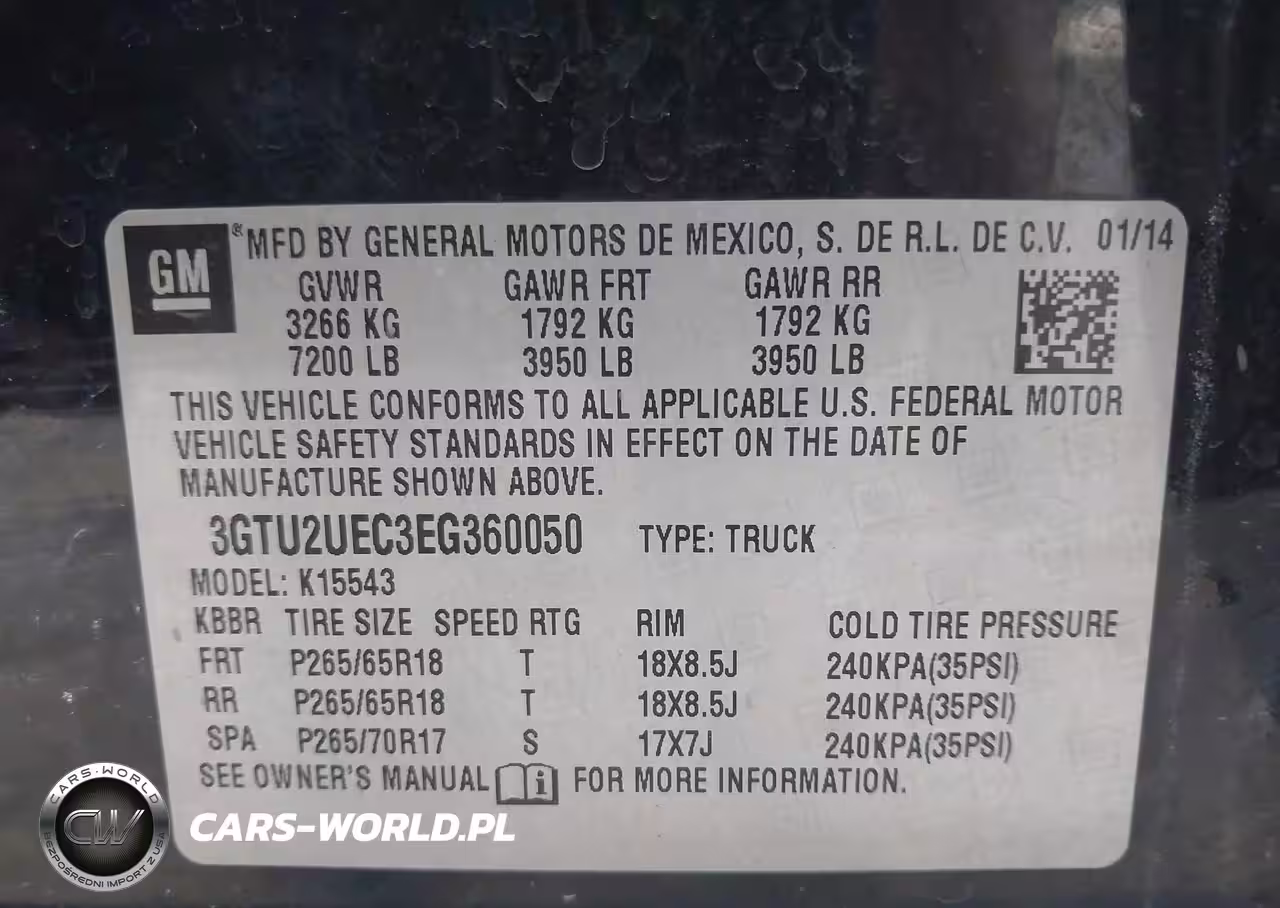 GM
® MFD BY GENERAL MOTORS DE MEXICO, S. DE R.L. DE C.V. 01/14
GVWR GAWR FRT GAWR RR
3266 KG 1792 KG 1792 KG
7200 LB 3950 LB 3950 LB
THIS VEHICLE CONFORMS TO ALL APPLICABLE U.S. FEDERAL MOTOR
VEHICLE SAFETY STANDARDS IN EFFECT ON THE DATE OF
MANUFACTURE SHOWN ABOVE.
3GTU2UEC3EG360050 TYPE: TRUCK
MODEL: K15543
KBBR TIRE SIZE SPEED RTG RIM COLD TIRE PRESSURE
FRT P265/65R18 T 18X8.5J 240KPA(35PSI)
RR P265/65R18 T 18X8.5J 240KPA(35PSI)
SPA P265/70R17 S 17X7J 240KPA(35PSI)
SEE OWNER'S MANUAL i FOR MORE INFORMATION.
CARS-WORLD
CW
BEZPOŚREDNI IMPORT Z USA
CARS-WORLD.PL